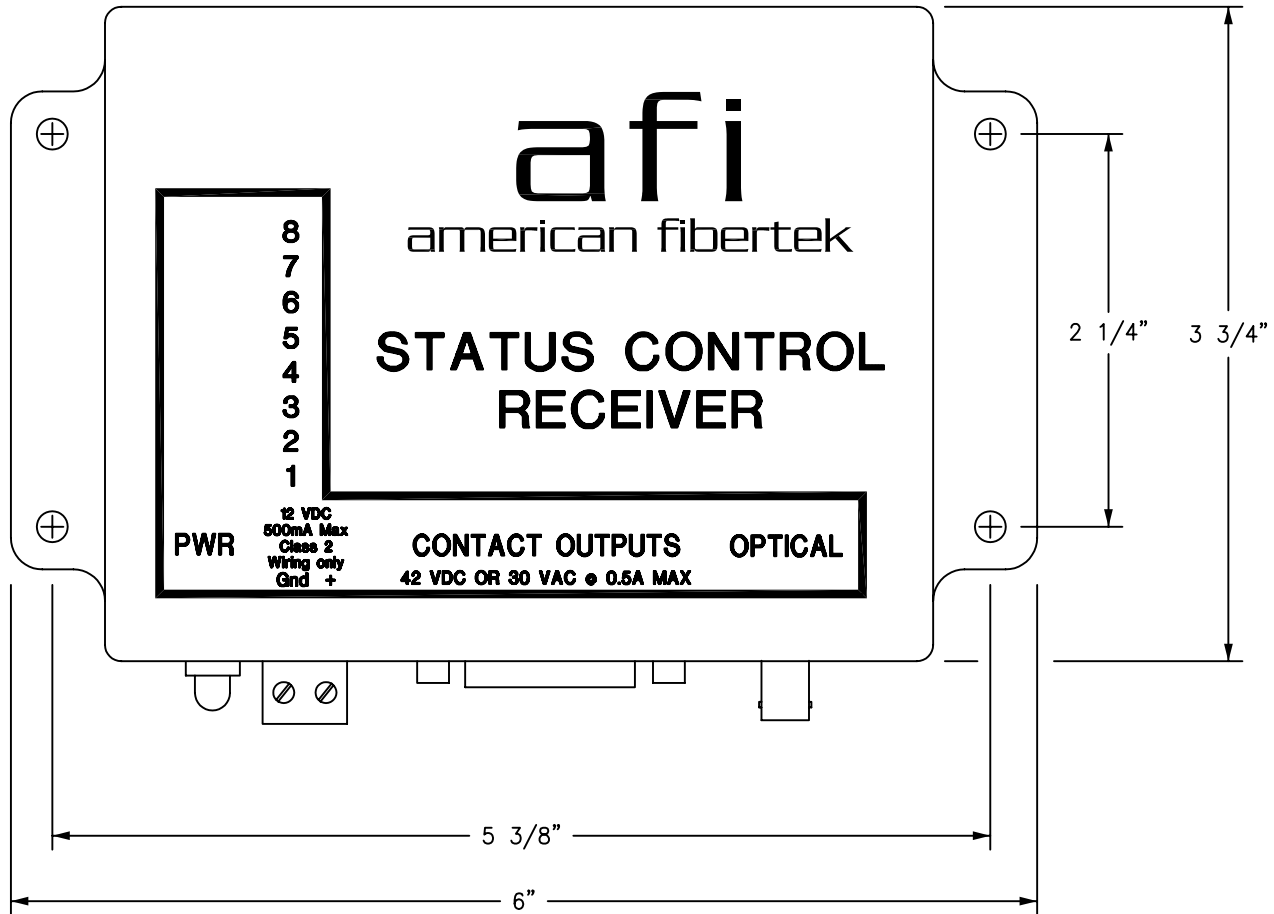 afi
american fibertek
STATUS CONTROL
RECEIVER
8
7
6
5
4
3
2
1
PWR
12 VDC
500mA Max
Class 2
Wiring only
Gnd +
CONTACT OUTPUTS
42 VDC OR 30 VAC @ 0.5A MAX
OPTICAL
2 1/4”
3 3/4”
5 3/8”
6”